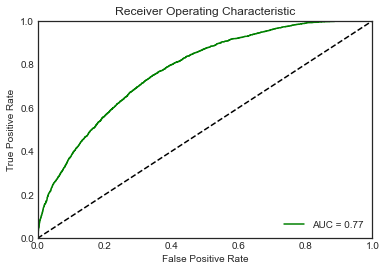 Receiver Operating Characteristic
True Positive Rate
1.0
0.8
0.6
0.4
0.2
0.0
AUC = 0.77
0.0 0.2 0.4 0.6 0.8 1.0
False Positive Rate